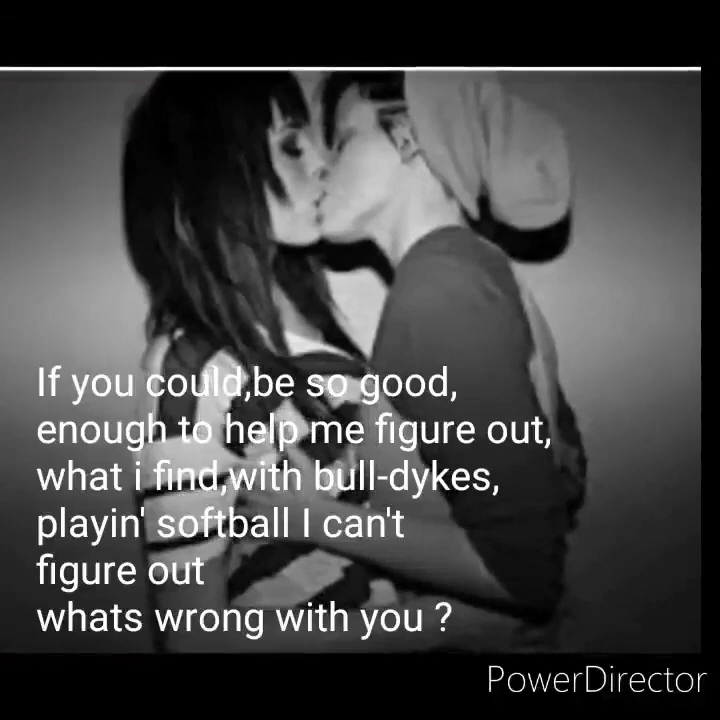 If you could,be so good,
enough to help me figure out,
what i find,with bull-dykes,
playin' softball I can't
figure out
whats wrong with you ?
PowerDirector